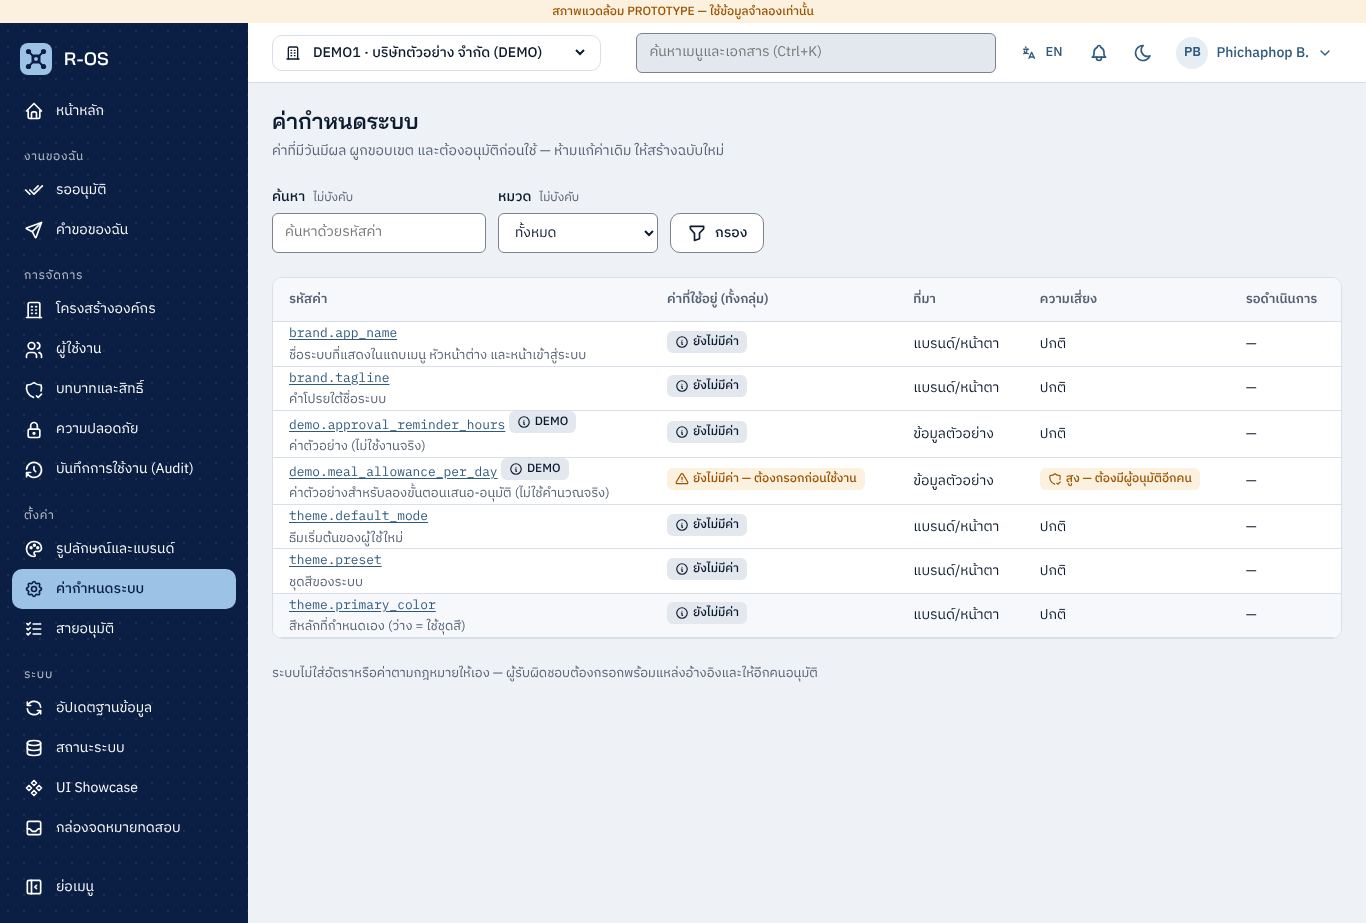 สภาพแวดล้อม PROTOTYPE — ใช้ข้อมูลจำลองเท่านั้น
R-OS
DEMO1 · บริษัทตัวอย่าง จำกัด (DEMO)
ค้นหาเมนูและเอกสาร (Ctrl+K)
EN
PB
Phichaphop B.
หน้าหลัก
งานของฉัน
รออนุมัติ
คำขอของฉัน
การจัดการ
โครงสร้างองค์กร
ผู้ใช้งาน
บทบาทและสิทธิ์
ความปลอดภัย
บันทึกการใช้งาน (Audit)
ตั้งค่า
รูปลักษณ์และแบรนด์
ค่ากำหนดระบบ
สายอนุมัติ
ระบบ
อัปเดตฐานข้อมูล
สถานะระบบ
UI Showcase
กล่องจดหมายทดสอบ
ย่อเมนู
ค่ากำหนดระบบ
ค่าที่มีวันมีผล ผูกขอบเขต และต้องอนุมัติก่อนใช้ — ห้ามแก้ค่าเดิม ให้สร้างฉบับใหม่
ค้นหา ไม่บังคับ
หมวด ไม่บังคับ
ค้นหาด้วยรหัสค่า
ทั้งหมด
กรอง
รหัสค่า ค่าที่ใช้อยู่ (ทั้งกลุ่ม) ที่มา ความเสี่ยง รอดำเนินการ
brand.app_name
ชื่อระบบที่แสดงในแถบเมนู หัวหน้าต่าง และหน้าเข้าสู่ระบบ
ยังไม่มีค่า แบรนด์/หน้าตา ปกติ —
brand.tagline
คำโปรยใต้ชื่อระบบ
ยังไม่มีค่า แบรนด์/หน้าตา ปกติ —
demo.approval_reminder_hours DEMO
ค่าตัวอย่าง (ไม่ใช้งานจริง)
ยังไม่มีค่า ข้อมูลตัวอย่าง ปกติ —
demo.meal_allowance_per_day DEMO
ค่าตัวอย่างสำหรับลองขั้นตอนเสนอ-อนุมัติ (ไม่ใช้คำนวณจริง)
ยังไม่มีค่า — ต้องกรอกก่อนใช้งาน ข้อมูลตัวอย่าง สูง — ต้องมีผู้อนุมัติอีกคน —
theme.default_mode
ธีมเริ่มต้นของผู้ใช้ใหม่
ยังไม่มีค่า แบรนด์/หน้าตา ปกติ —
theme.preset
ชุดสีของระบบ
ยังไม่มีค่า แบรนด์/หน้าตา ปกติ —
theme.primary_color
สีหลักที่กำหนดเอง (ว่าง = ใช้ชุดสี)
ยังไม่มีค่า แบรนด์/หน้าตา ปกติ —
ระบบไม่ใส่อัตราหรือค่าตามกฎหมายให้เอง — ผู้รับผิดชอบต้องกรอกพร้อมแหล่งอ้างอิงและให้อีกคนอนุมัติ